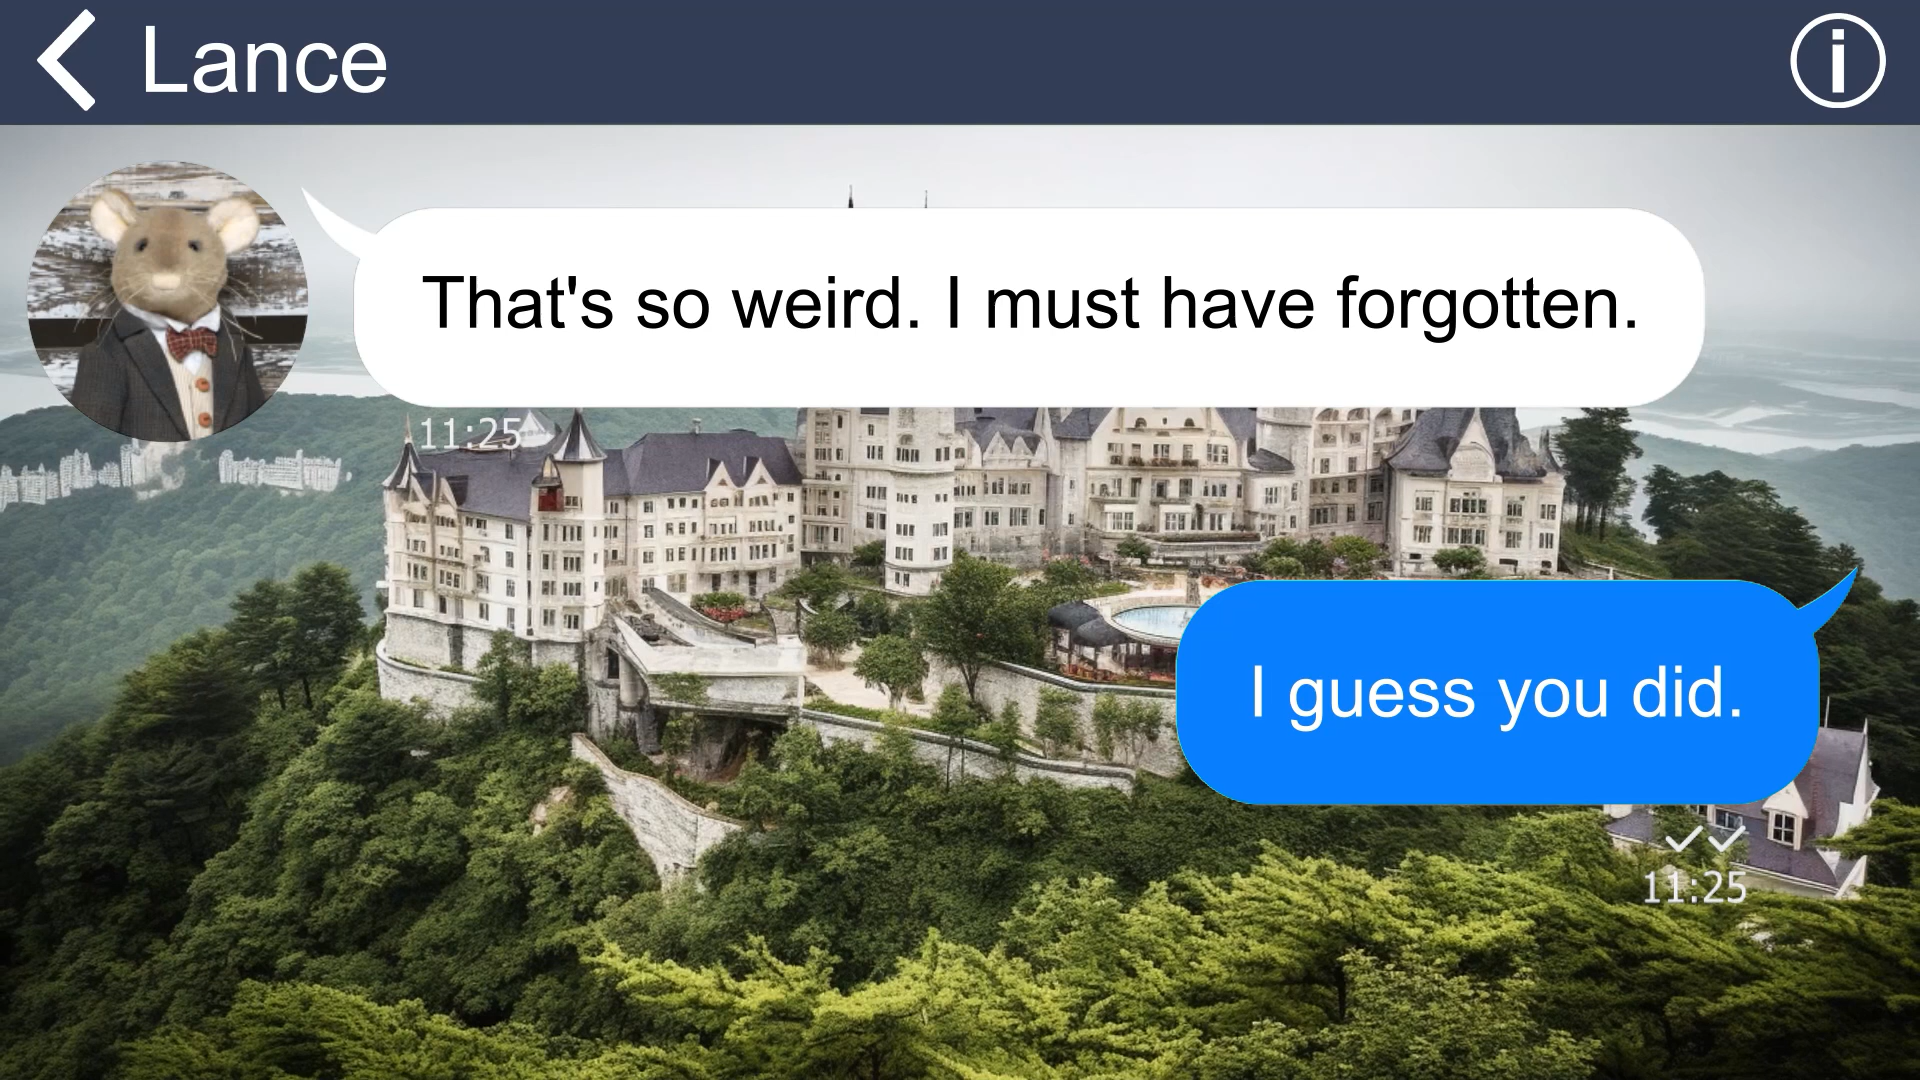 Lance
That's so weird. I must have forgotten.
11:25
I guess you did.
11:25